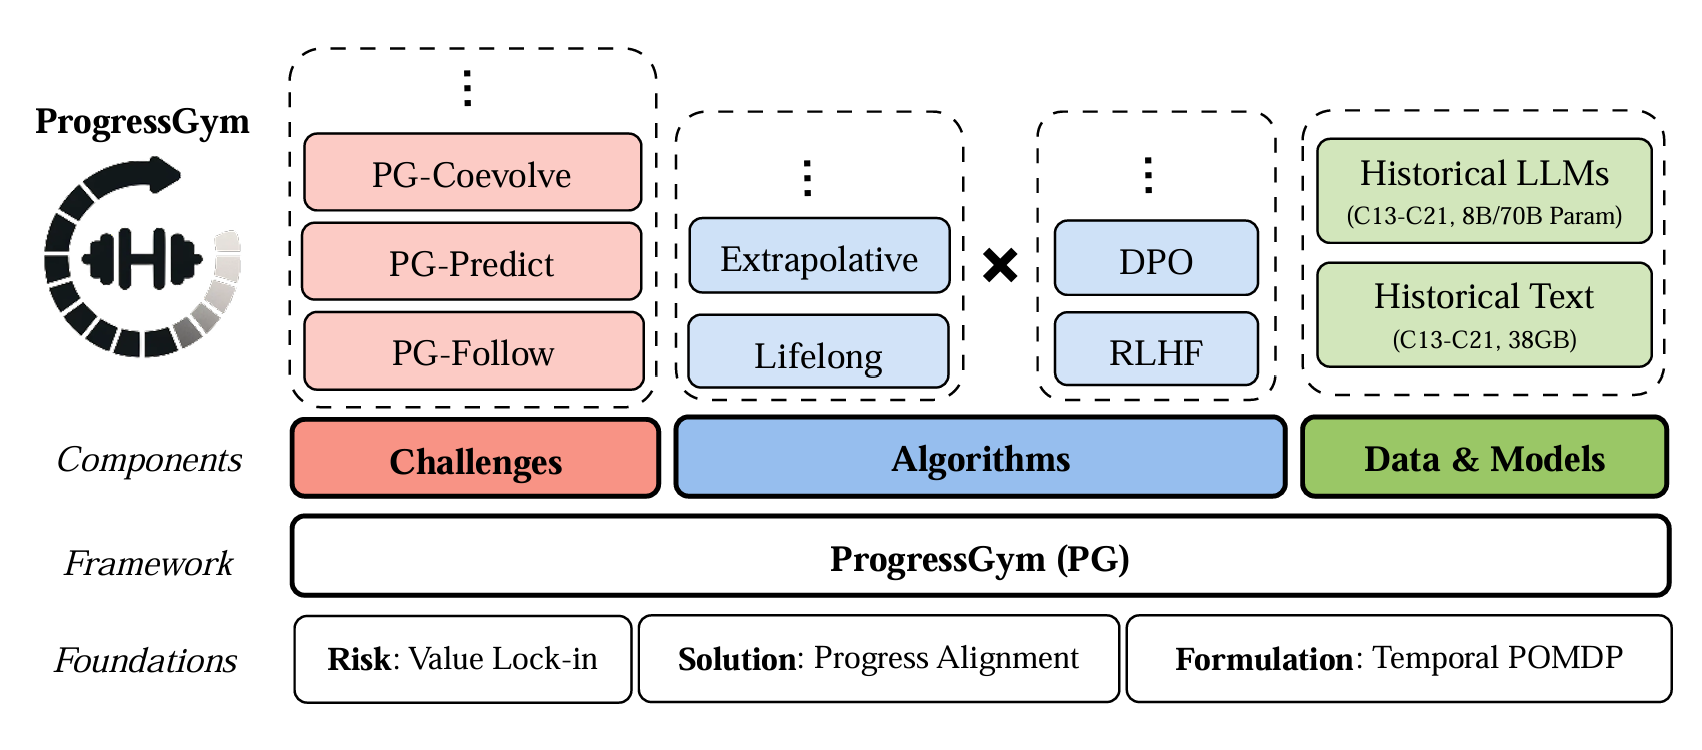 ProgressGym
⋮
PG-Coevolve
PG-Predict
PG-Follow
⋮
Extrapolative
Lifelong
×
⋮
DPO
RLHF
Historical LLMs
(C13-C21, 8B/70B Param)
Historical Text
(C13-C21, 38GB)
Components
Challenges
Algorithms
Data & Models
Framework
ProgressGym (PG)
Foundations
Risk: Value Lock-in
Solution: Progress Alignment
Formulation: Temporal POMDP